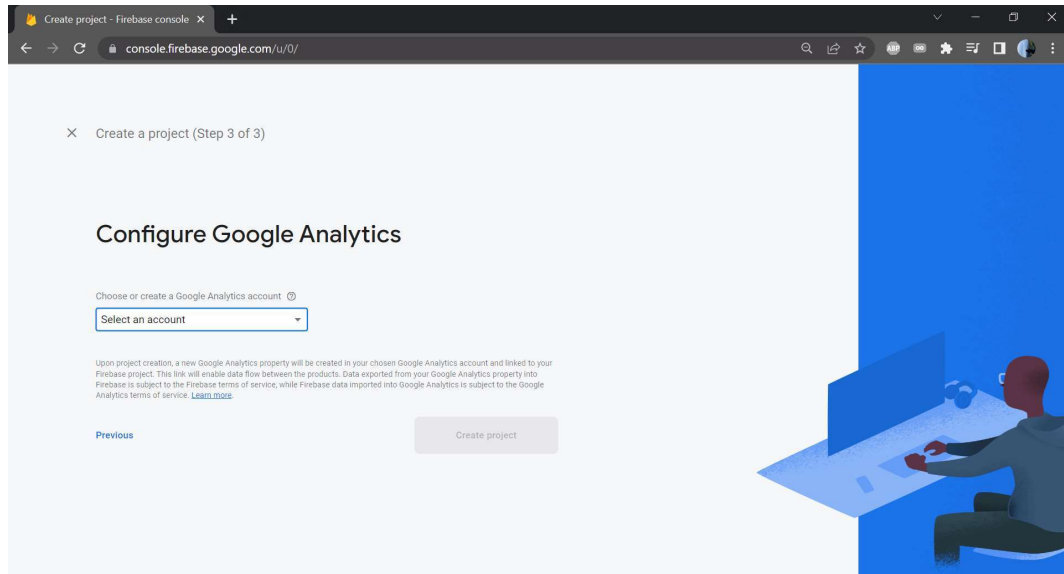 Create project - Firebase console
console.firebase.google.com/u/0/
ABP
Create a project (Step 3 of 3)
Configure Google Analytics
Choose or create a Google Analytics account
Select an account
Upon project creation, a new Google Analytics property will be created in your chosen Google Analytics account and linked to your
Firebase project. This link will enable data flow between the products. Data exported from your Google Analytics property into
Firebase is subject to the Firebase terms of service, while Firebase data imported into Google Analytics is subject to the Google
Analytics terms of service. Learn more.
Previous
Create project